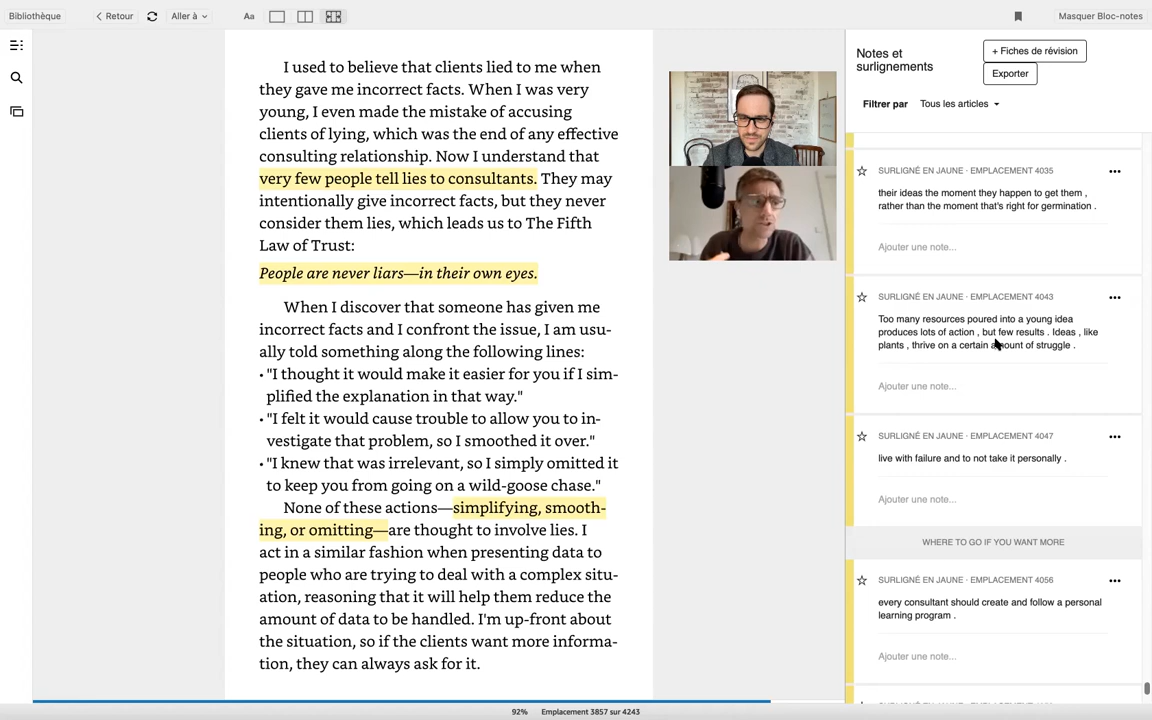 Bibliothèque
Retour
Aller à
Aa
Masquer Bloc-notes
I used to believe that clients lied to me when
they gave me incorrect facts. When I was very
young, I even made the mistake of accusing
clients of lying, which was the end of any effective
consulting relationship. Now I understand that
very few people tell lies to consultants. They may
intentionally give incorrect facts, but they never
consider them lies, which leads us to The Fifth
Law of Trust:
People are never liars—in their own eyes.
When I discover that someone has given me
incorrect facts and I confront the issue, I am usu-
ally told something along the following lines:
• "I thought it would make it easier for you if I sim-
plified the explanation in that way."
• "I felt it would cause trouble to allow you to in-
vestigate that problem, so I smoothed it over."
• "I knew that was irrelevant, so I simply omitted it
to keep you from going on a wild-goose chase."
None of these actions—simplifying, smooth-
ing, or omitting—are thought to involve lies. I
act in a similar fashion when presenting data to
people who are trying to deal with a complex situ-
ation, reasoning that it will help them reduce the
amount of data to be handled. I'm up-front about
the situation, so if the clients want more informa-
tion, they can always ask for it.
Notes et
surlignements
+ Fiches de révision
Exporter
Filtrer par Tous les articles
SURLIGNÉ EN JAUNE · EMPLACEMENT 4035
their ideas the moment they happen to get them ,
rather than the moment that's right for germination .
Ajouter une note...
SURLIGNÉ EN JAUNE · EMPLACEMENT 4043
Too many resources poured into a young idea
produces lots of action , but few results . Ideas , like
plants , thrive on a certain amount of struggle .
Ajouter une note...
SURLIGNÉ EN JAUNE · EMPLACEMENT 4047
live with failure and to not take it personally .
Ajouter une note...
WHERE TO GO IF YOU WANT MORE
SURLIGNÉ EN JAUNE · EMPLACEMENT 4056
every consultant should create and follow a personal
learning program .
Ajouter une note...
92% Emplacement 3857 sur 4243